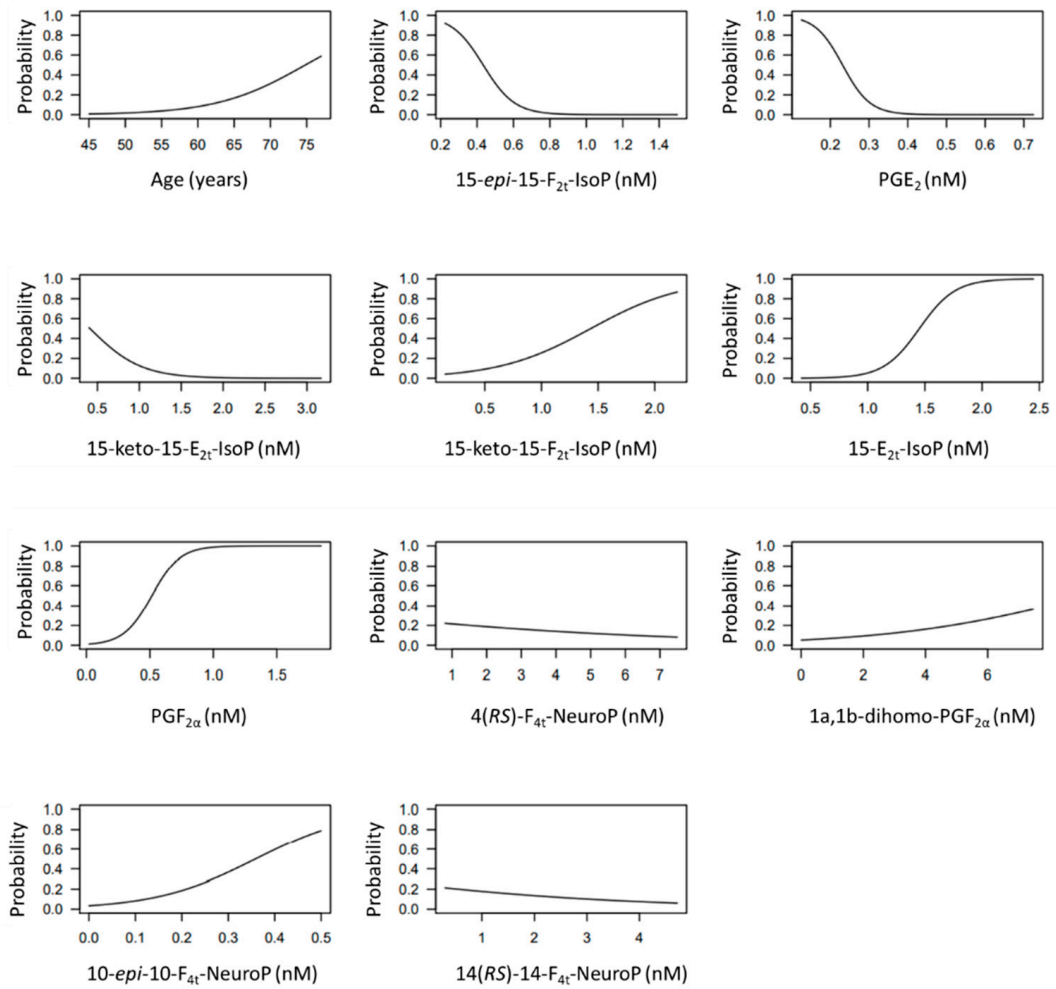 Probability
1.0
0.8
0.6
0.4
0.2
0.0
45 50 55 60 65 70 75
Age (years)
Probability
1.0
0.8
0.6
0.4
0.2
0.0
0.2 0.4 0.6 0.8 1.0 1.2 1.4
15-epi-15-F2t-IsoP (nM)
Probability
1.0
0.8
0.6
0.4
0.2
0.0
0.2 0.3 0.4 0.5 0.6 0.7
PGE2 (nM)
Probability
1.0
0.8
0.6
0.4
0.2
0.0
0.5 1.0 1.5 2.0 2.5 3.0
15-keto-15-E2t-IsoP (nM)
Probability
1.0
0.8
0.6
0.4
0.2
0.0
0.5 1.0 1.5 2.0
15-keto-15-F2t-IsoP (nM)
Probability
1.0
0.8
0.6
0.4
0.2
0.0
0.5 1.0 1.5 2.0 2.5
15-E2t-IsoP (nM)
Probability
1.0
0.8
0.6
0.4
0.2
0.0
0.0 0.5 1.0 1.5
PGF2α (nM)
Probability
1.0
0.8
0.6
0.4
0.2
0.0
1 2 3 4 5 6 7
4(RS)-F4t-NeuroP (nM)
Probability
1.0
0.8
0.6
0.4
0.2
0.0
0 2 4 6
1a,1b-dihomo-PGF2α (nM)
Probability
1.0
0.8
0.6
0.4
0.2
0.0
0.0 0.1 0.2 0.3 0.4 0.5
10-epi-10-F4t-NeuroP (nM)
Probability
1.0
0.8
0.6
0.4
0.2
0.0
1 2 3 4
14(RS)-14-F4t-NeuroP (nM)